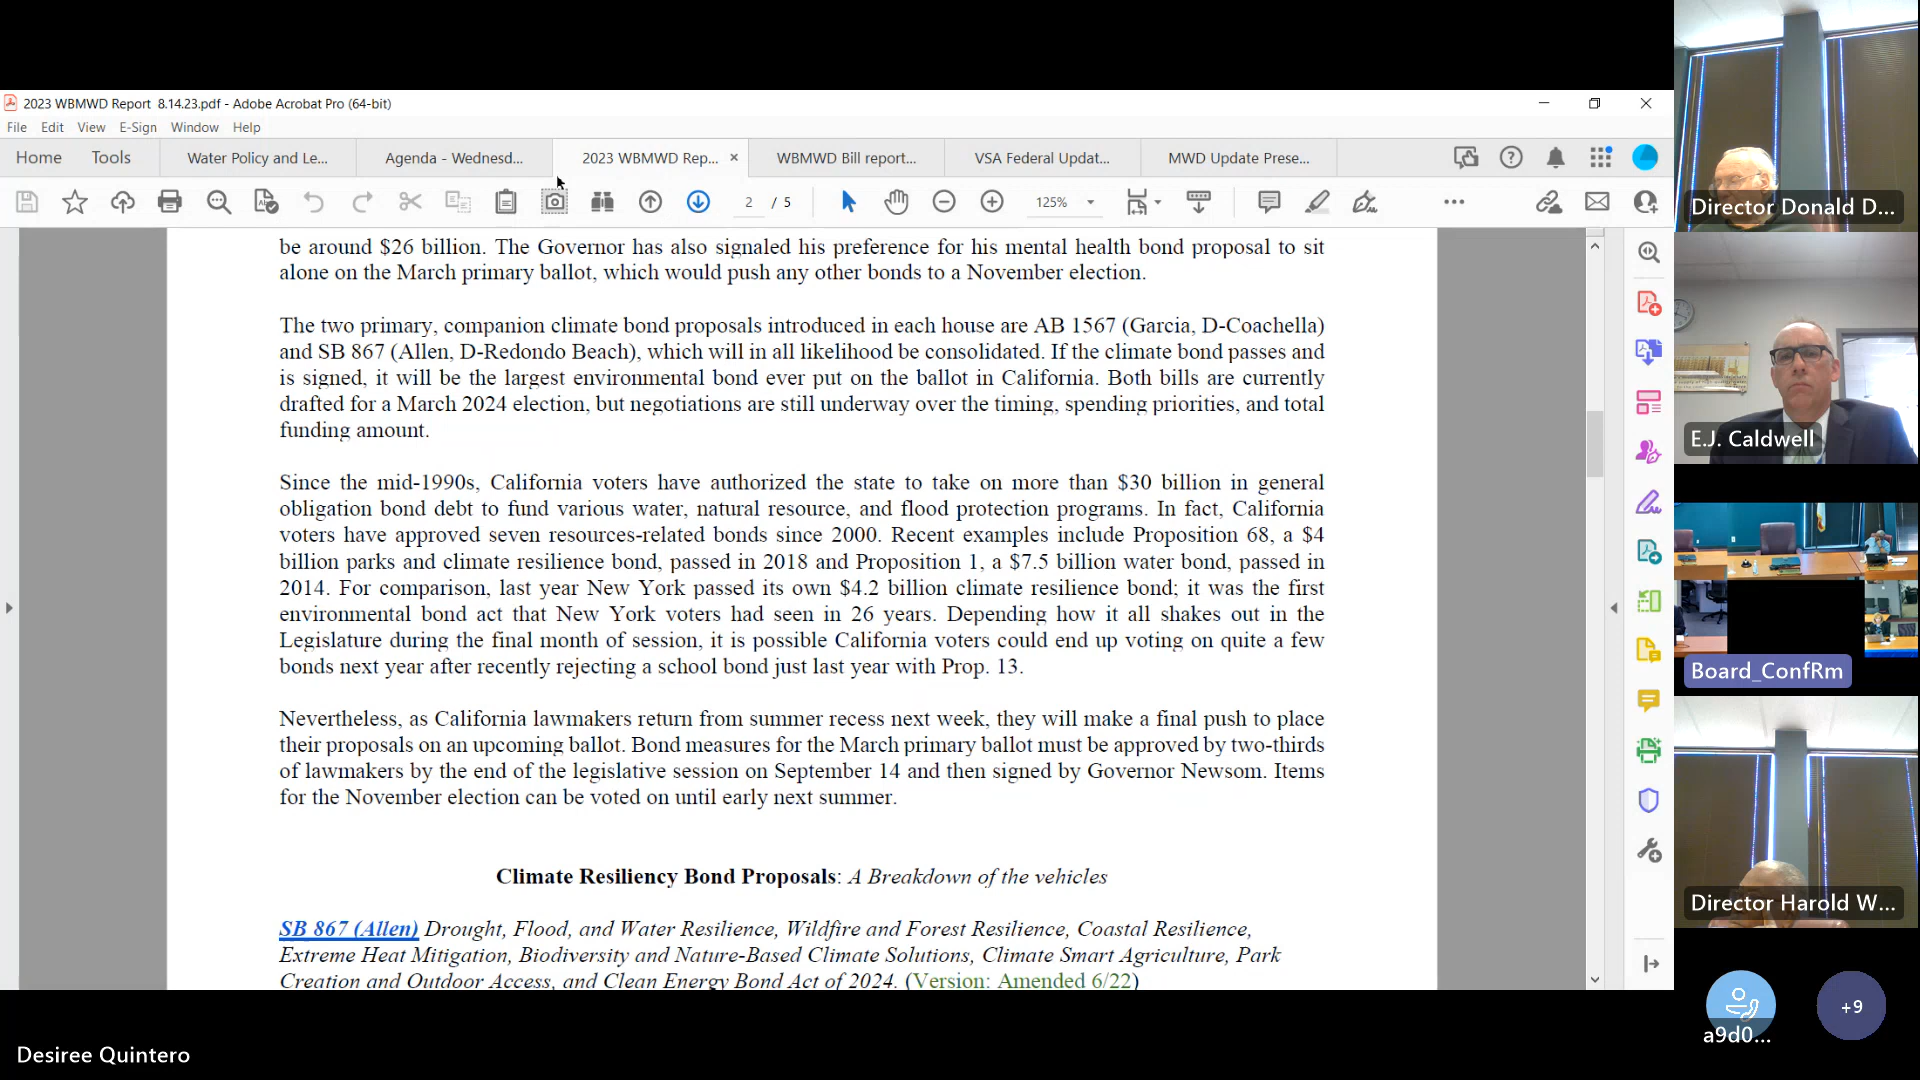 2023 WBMWD Report 8.14.23.pdf - Adobe Acrobat Pro (64-bit)
File Edit View E-Sign Window Help
Home Tools Water Policy and Le... Agenda - Wednesd... 2023 WBMWD Rep... × WBMWD Bill report... VSA Federal Updat... MWD Update Prese...
2 / 5 125%
be around $26 billion. The Governor has also signaled his preference for his mental health bond proposal to sit
alone on the March primary ballot, which would push any other bonds to a November election.
The two primary, companion climate bond proposals introduced in each house are AB 1567 (Garcia, D-Coachella)
and SB 867 (Allen, D-Redondo Beach), which will in all likelihood be consolidated. If the climate bond passes and
is signed, it will be the largest environmental bond ever put on the ballot in California. Both bills are currently
drafted for a March 2024 election, but negotiations are still underway over the timing, spending priorities, and total
funding amount.
Since the mid-1990s, California voters have authorized the state to take on more than $30 billion in general
obligation bond debt to fund various water, natural resource, and flood protection programs. In fact, California
voters have approved seven resources-related bonds since 2000. Recent examples include Proposition 68, a $4
billion parks and climate resilience bond, passed in 2018 and Proposition 1, a $7.5 billion water bond, passed in
2014. For comparison, last year New York passed its own $4.2 billion climate resilience bond; it was the first
environmental bond act that New York voters had seen in 26 years. Depending how it all shakes out in the
Legislature during the final month of session, it is possible California voters could end up voting on quite a few
bonds next year after recently rejecting a school bond just last year with Prop. 13.
Nevertheless, as California lawmakers return from summer recess next week, they will make a final push to place
their proposals on an upcoming ballot. Bond measures for the March primary ballot must be approved by two-thirds
of lawmakers by the end of the legislative session on September 14 and then signed by Governor Newsom. Items
for the November election can be voted on until early next summer.
Climate Resiliency Bond Proposals: A Breakdown of the vehicles
SB 867 (Allen) Drought, Flood, and Water Resilience, Wildfire and Forest Resilience, Coastal Resilience,
Extreme Heat Mitigation, Biodiversity and Nature-Based Climate Solutions, Climate Smart Agriculture, Park
Creation and Outdoor Access, and Clean Energy Bond Act of 2024. (Version: Amended 6/22)
Desiree Quintero
Director Donald D...
E.J. Caldwell
Board_ConfRm
Director Harold W...
a9d0...
+9